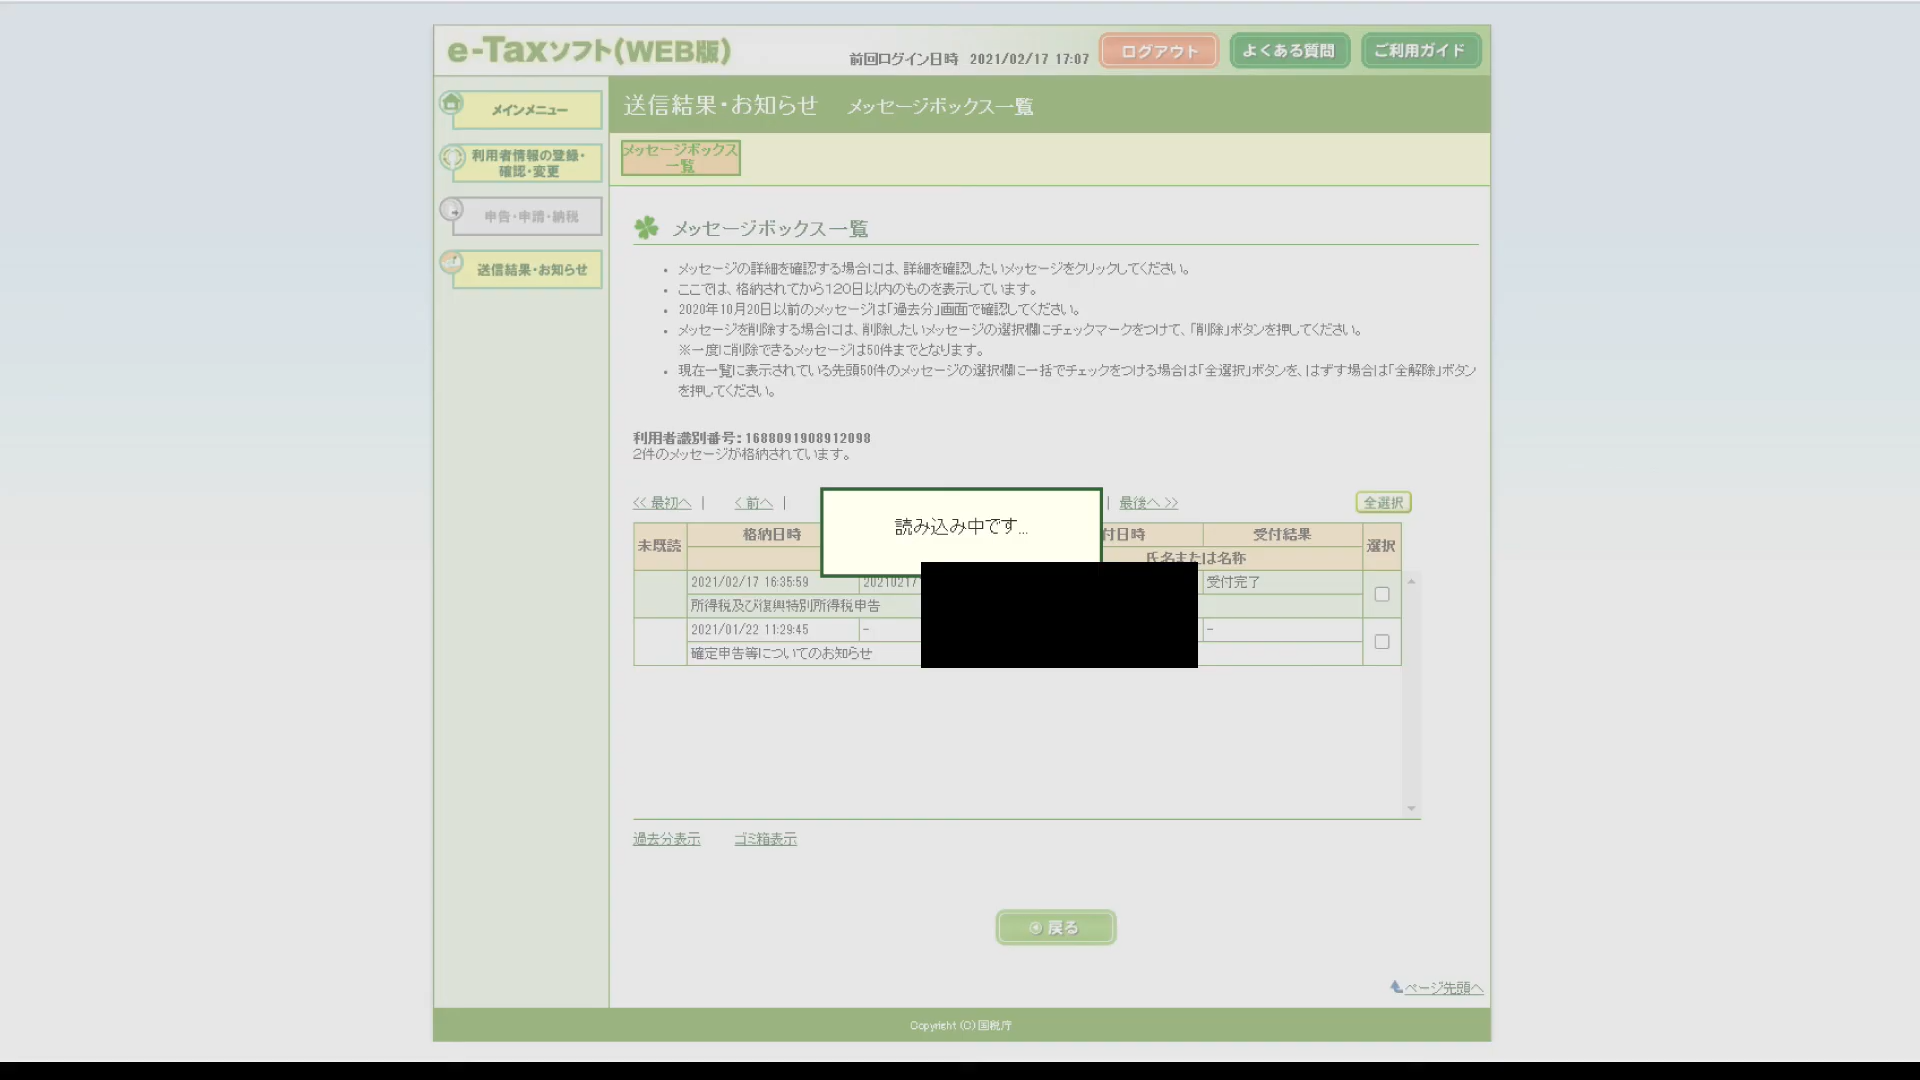 e-Taxソフト(WEB版)
前回ログイン日時 2021/02/17 17:07
ログアウト
よくある質問
ご利用ガイド
メインメニュー
利用者情報の登録・
確認・変更
申告・申請・納税
送信結果・お知らせ
送信結果・お知らせ メッセージボックス一覧
メッセージボックス
一覧
メッセージボックス一覧
・メッセージの詳細を確認する場合には、詳細を確認したいメッセージをクリックしてください。
・ここでは、格納されてから120日以内のものを表示しています。
・2020年10月20日以前のメッセージは「過去分」画面で確認してください。
・メッセージを削除する場合には、削除したいメッセージの選択欄にチェックマークをつけて、「削除」ボタンを押してください。
※一度に削除できるメッセージは50件までとなります。
・現在一覧に表示されている先頭50件のメッセージの選択欄に一括でチェックをつける場合は「全選択」ボタンを、はずす場合は「全解除」ボタン
を押してください。
利用者識別番号:1688091908912098
2件のメッセージが格納されています。
<< 最初へ | < 前へ | | 最後へ >>
全選択
読み込み中です...
未既読 格納日時 付日時 受付結果 選択
氏名または名称
2021/02/17 16:35:59 20210217 受付完了
所得税及び復興特別所得税申告
2021/01/22 11:29:45 - -
確定申告等についてのお知らせ
過去分表示 ゴミ箱表示
戻る
ページ先頭へ
Copyright (C) 国税庁